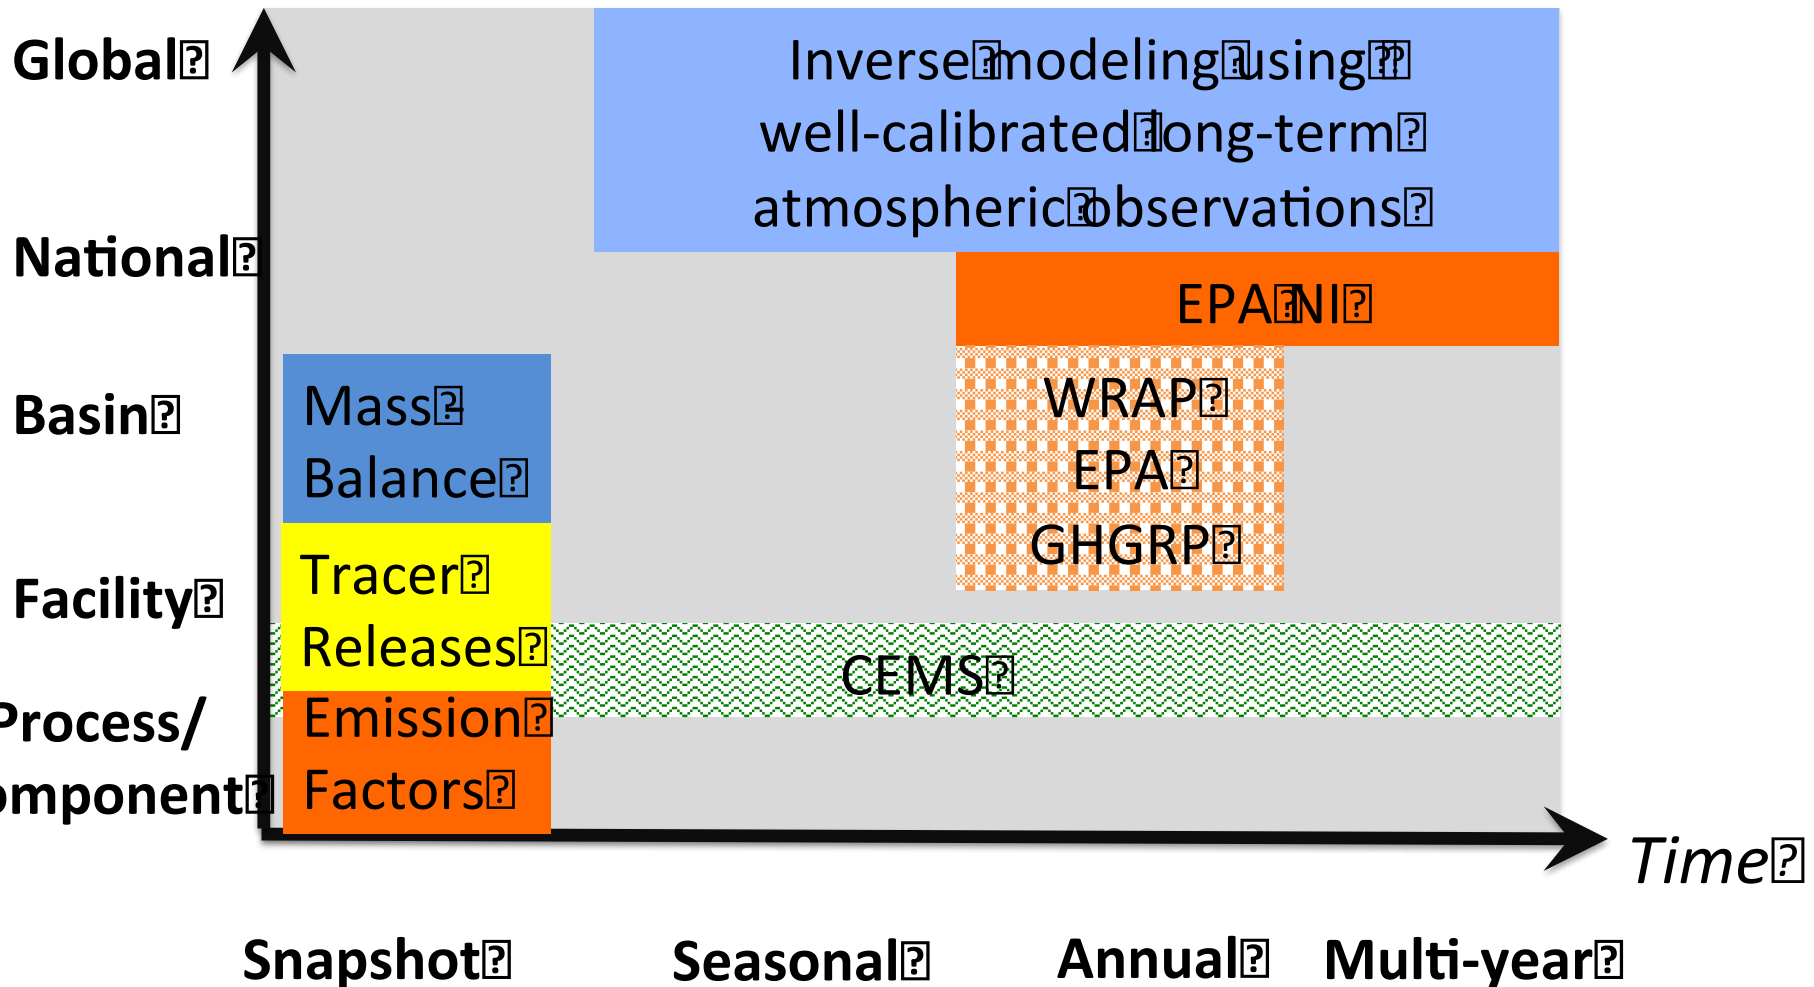 Global
Inverse modeling using
well-calibrated long-term
atmospheric observations
National
EPA NI
Basin
Mass-
Balance
WRAP
EPA
GHGRP
Facility
Tracer
Releases
CEMS
Process/
omponent
Emission
Factors
Time
Snapshot
Seasonal
Annual
Multi-year